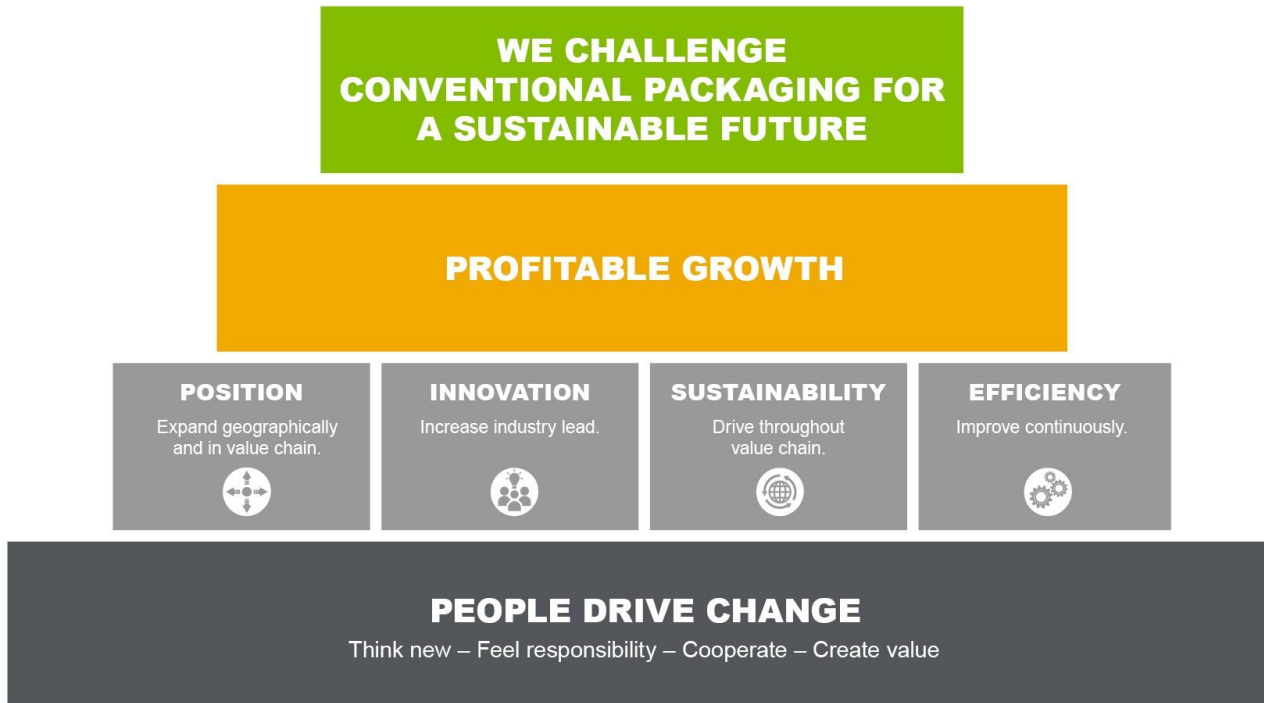 WE CHALLENGE
CONVENTIONAL PACKAGING FOR
A SUSTAINABLE FUTURE
PROFITABLE GROWTH
POSITION
Expand geographically
and in value chain.
INNOVATION
Increase industry lead.
SUSTAINABILITY
Drive throughout
value chain.
EFFICIENCY
Improve continuously.
PEOPLE DRIVE CHANGE
Think new – Feel responsibility – Cooperate – Create value